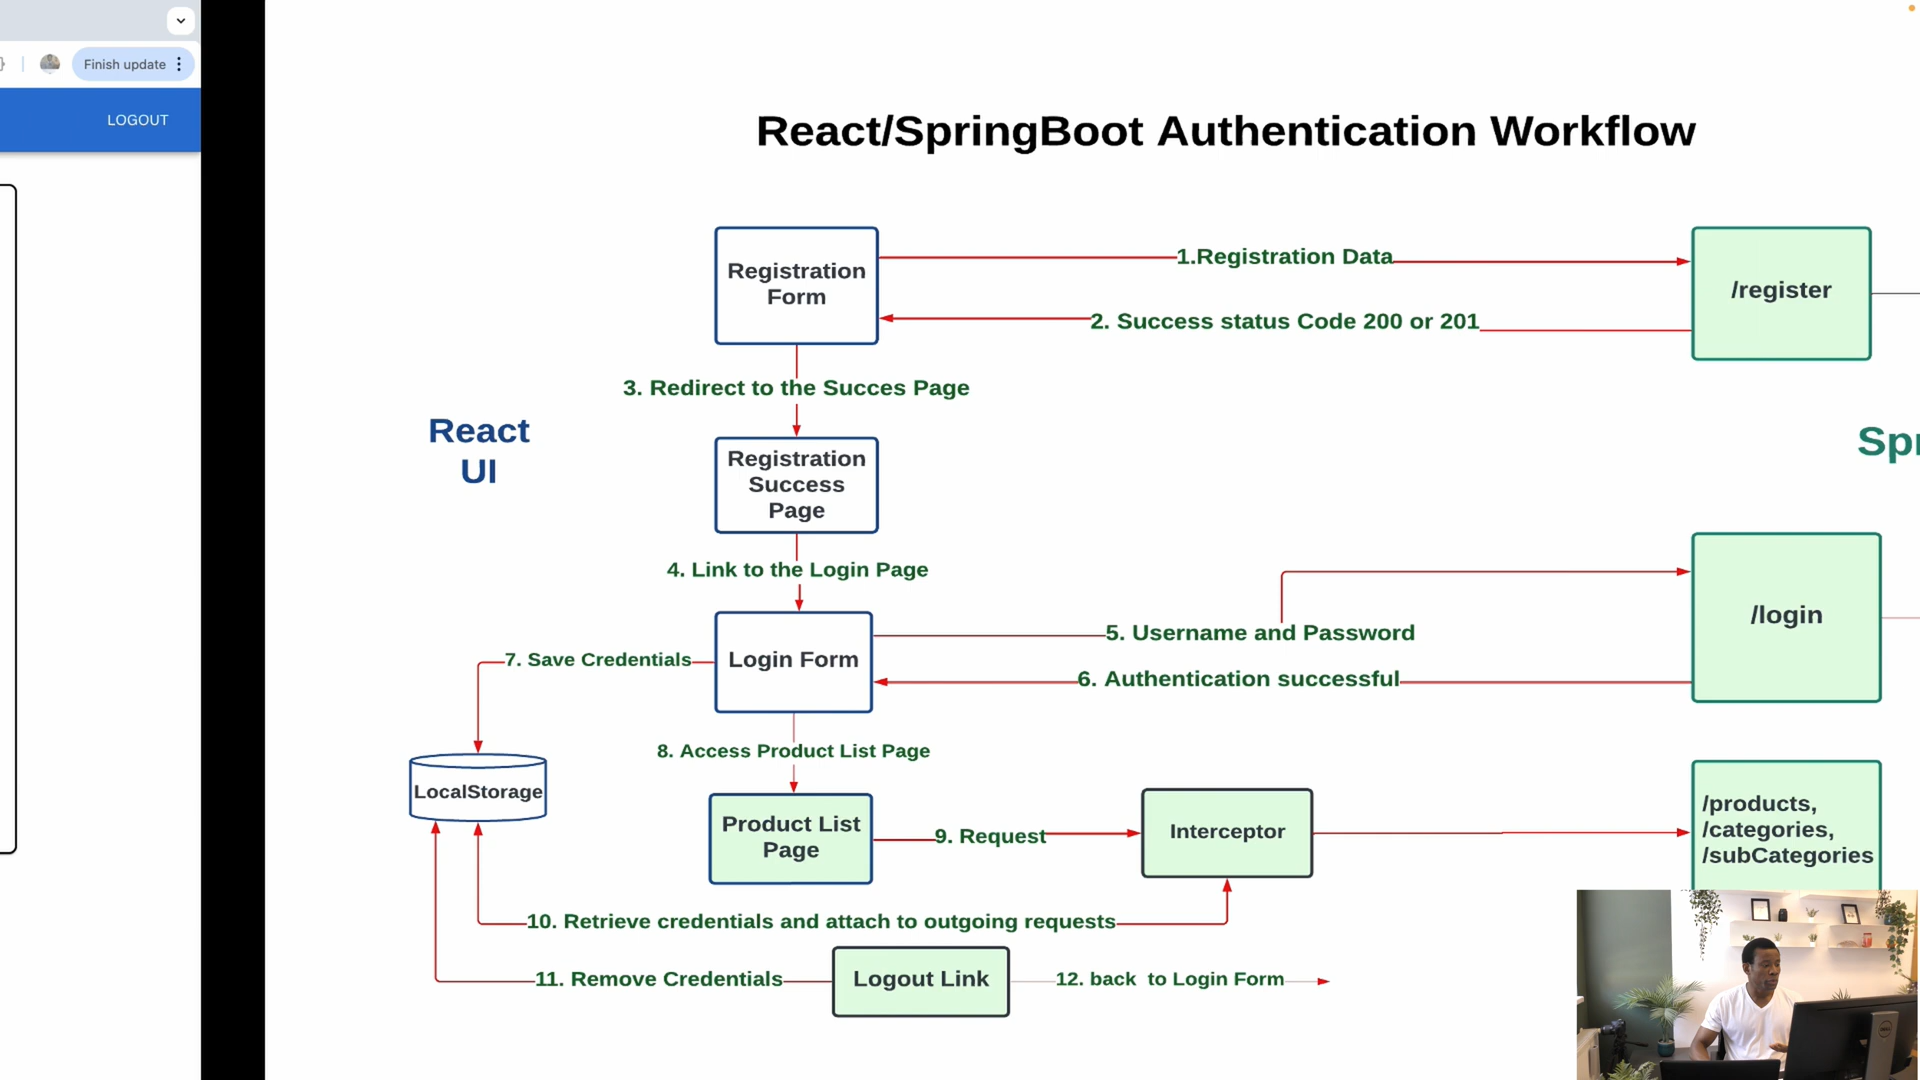 Finish update
LOGOUT
React/SpringBoot Authentication Workflow
Registration
Form
1.Registration Data
/register
2. Success status Code 200 or 201
3. Redirect to the Succes Page
React
UI
Registration
Success
Page
Spr
4. Link to the Login Page
Login Form
5. Username and Password
/login
6. Authentication successful
7. Save Credentials
8. Access Product List Page
LocalStorage
Product List
Page
9. Request
Interceptor
/products,
/categories,
/subCategories
10. Retrieve credentials and attach to outgoing requests
11. Remove Credentials
Logout Link
12. back  to Login Form